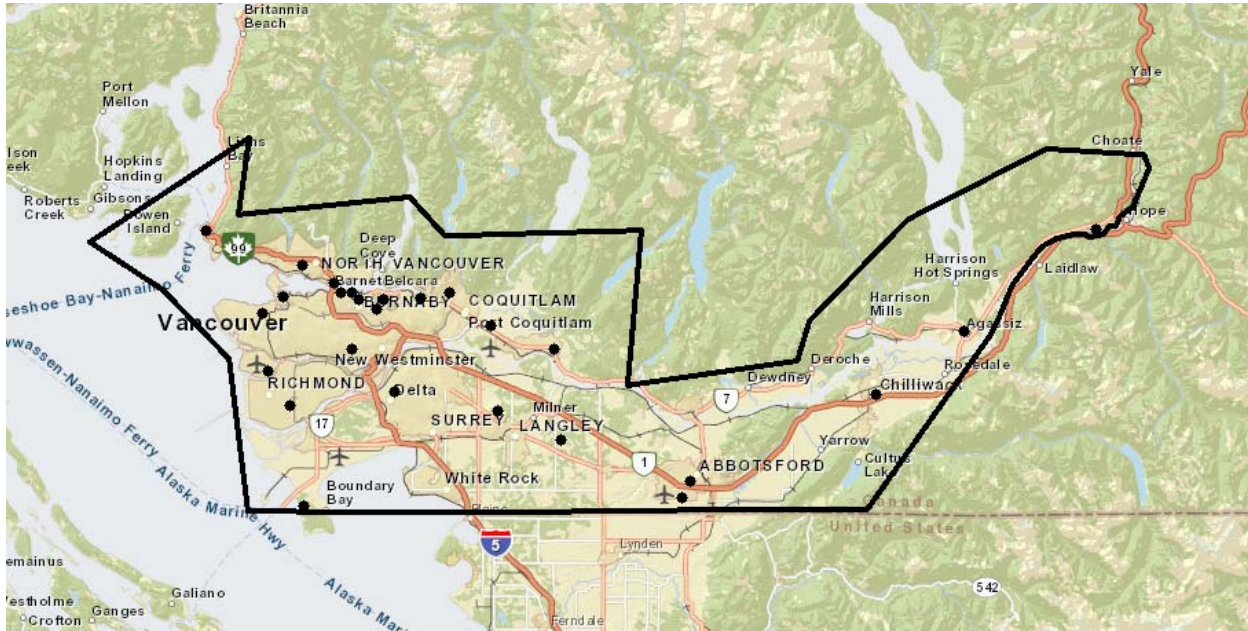 Britannia
Beach
Port
Mellon
Yale
Choate
Lions
Bay
Hopkins
Landing
Roberts
Creek
Gibsons
Bowen
Island
99
Deep
Cove
Hope
NORTH VANCOUVER
Barnet
Belcara
Laidlaw
Harrison
Hot Springs
Horseshoe Bay-Nanaimo Ferry
BURNABY
COQUITLAM
Port Coquitlam
Harrison
Mills
Vancouver
Agassiz
New Westminster
Deroche
Rosedale
Dewdney
RICHMOND
Delta
7
Chilliwack
Tsawwassen-Nanaimo Ferry
17
SURREY
Milner
LANGLEY
Yarrow
1
ABBOTSFORD
Cultus
Lake
White Rock
Boundary
Bay
Alaska Marine Hwy
Blaine
Canada
United States
5
Lynden
542
Galiano
Ganges
Crofton
Alaska Mar
Ferndale